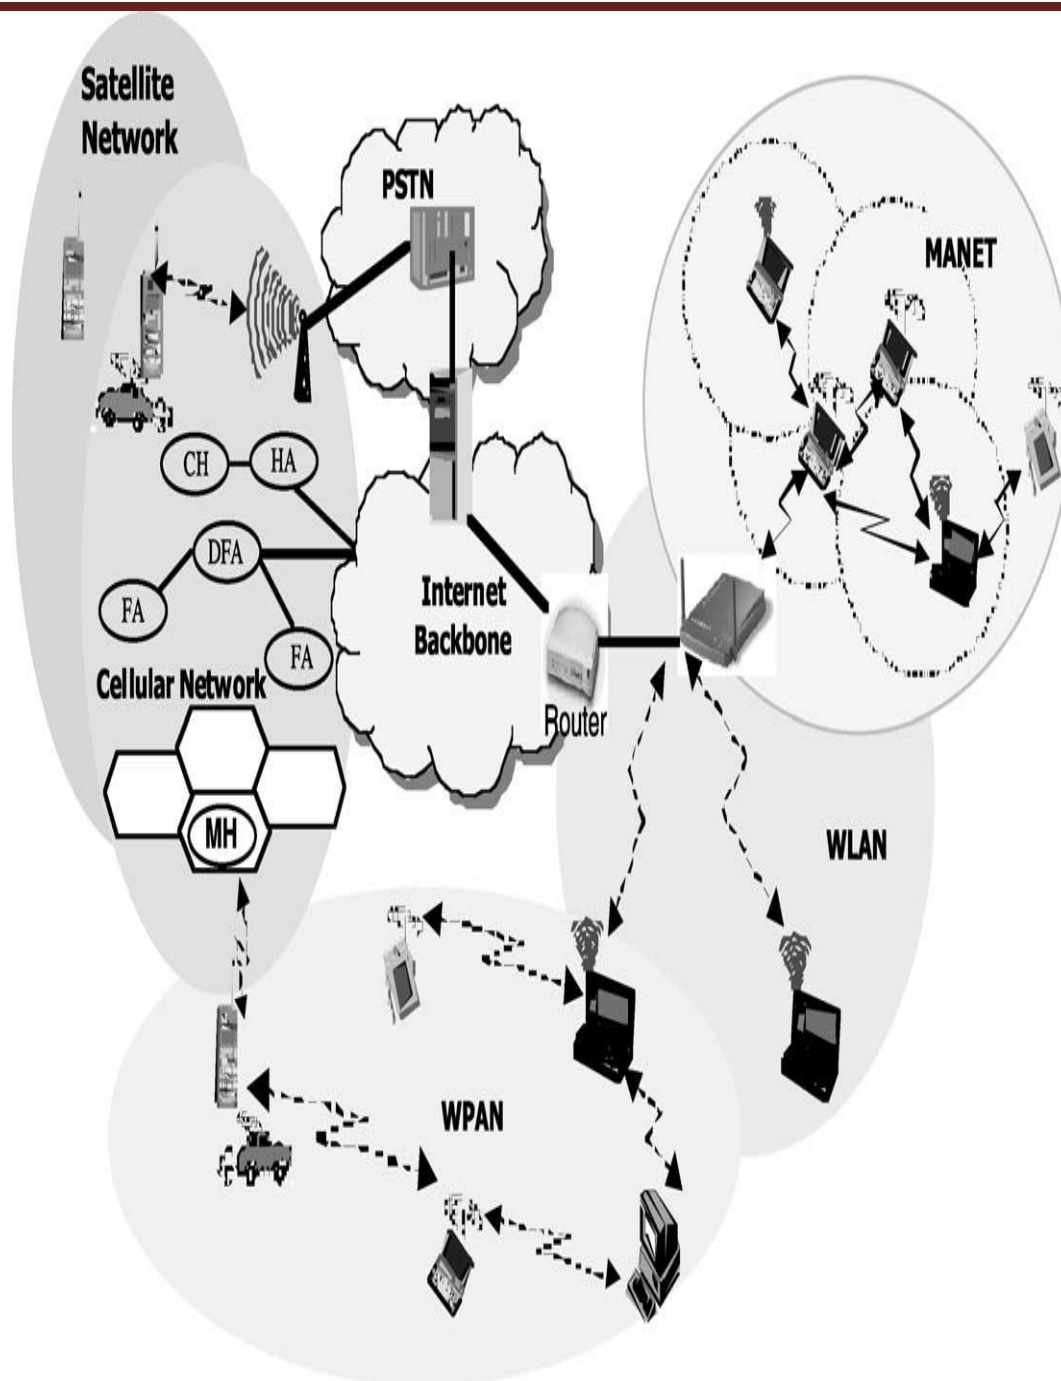 Satellite
Network
PSTN
MANET
CH
HA
DFA
FA
FA
Internet
Backbone
Cellular Network
Router
MH
WLAN
WPAN